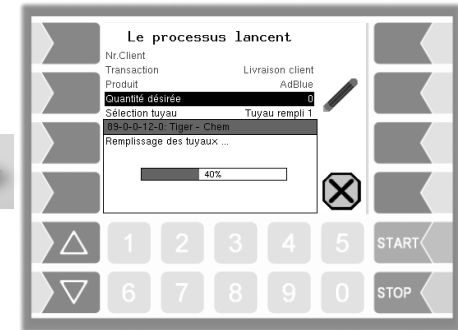 Le processus lancent
Nr.Client
Transaction Livraison client
Produit AdBlue
Quantité désirée 0
Sélection tuyau Tuyau rempli 1
89-0-0-12-0: Tiger - Chem
Remplissage des tuyaux ...
40%
1 2 3 4 5 START
6 7 8 9 0 STOP